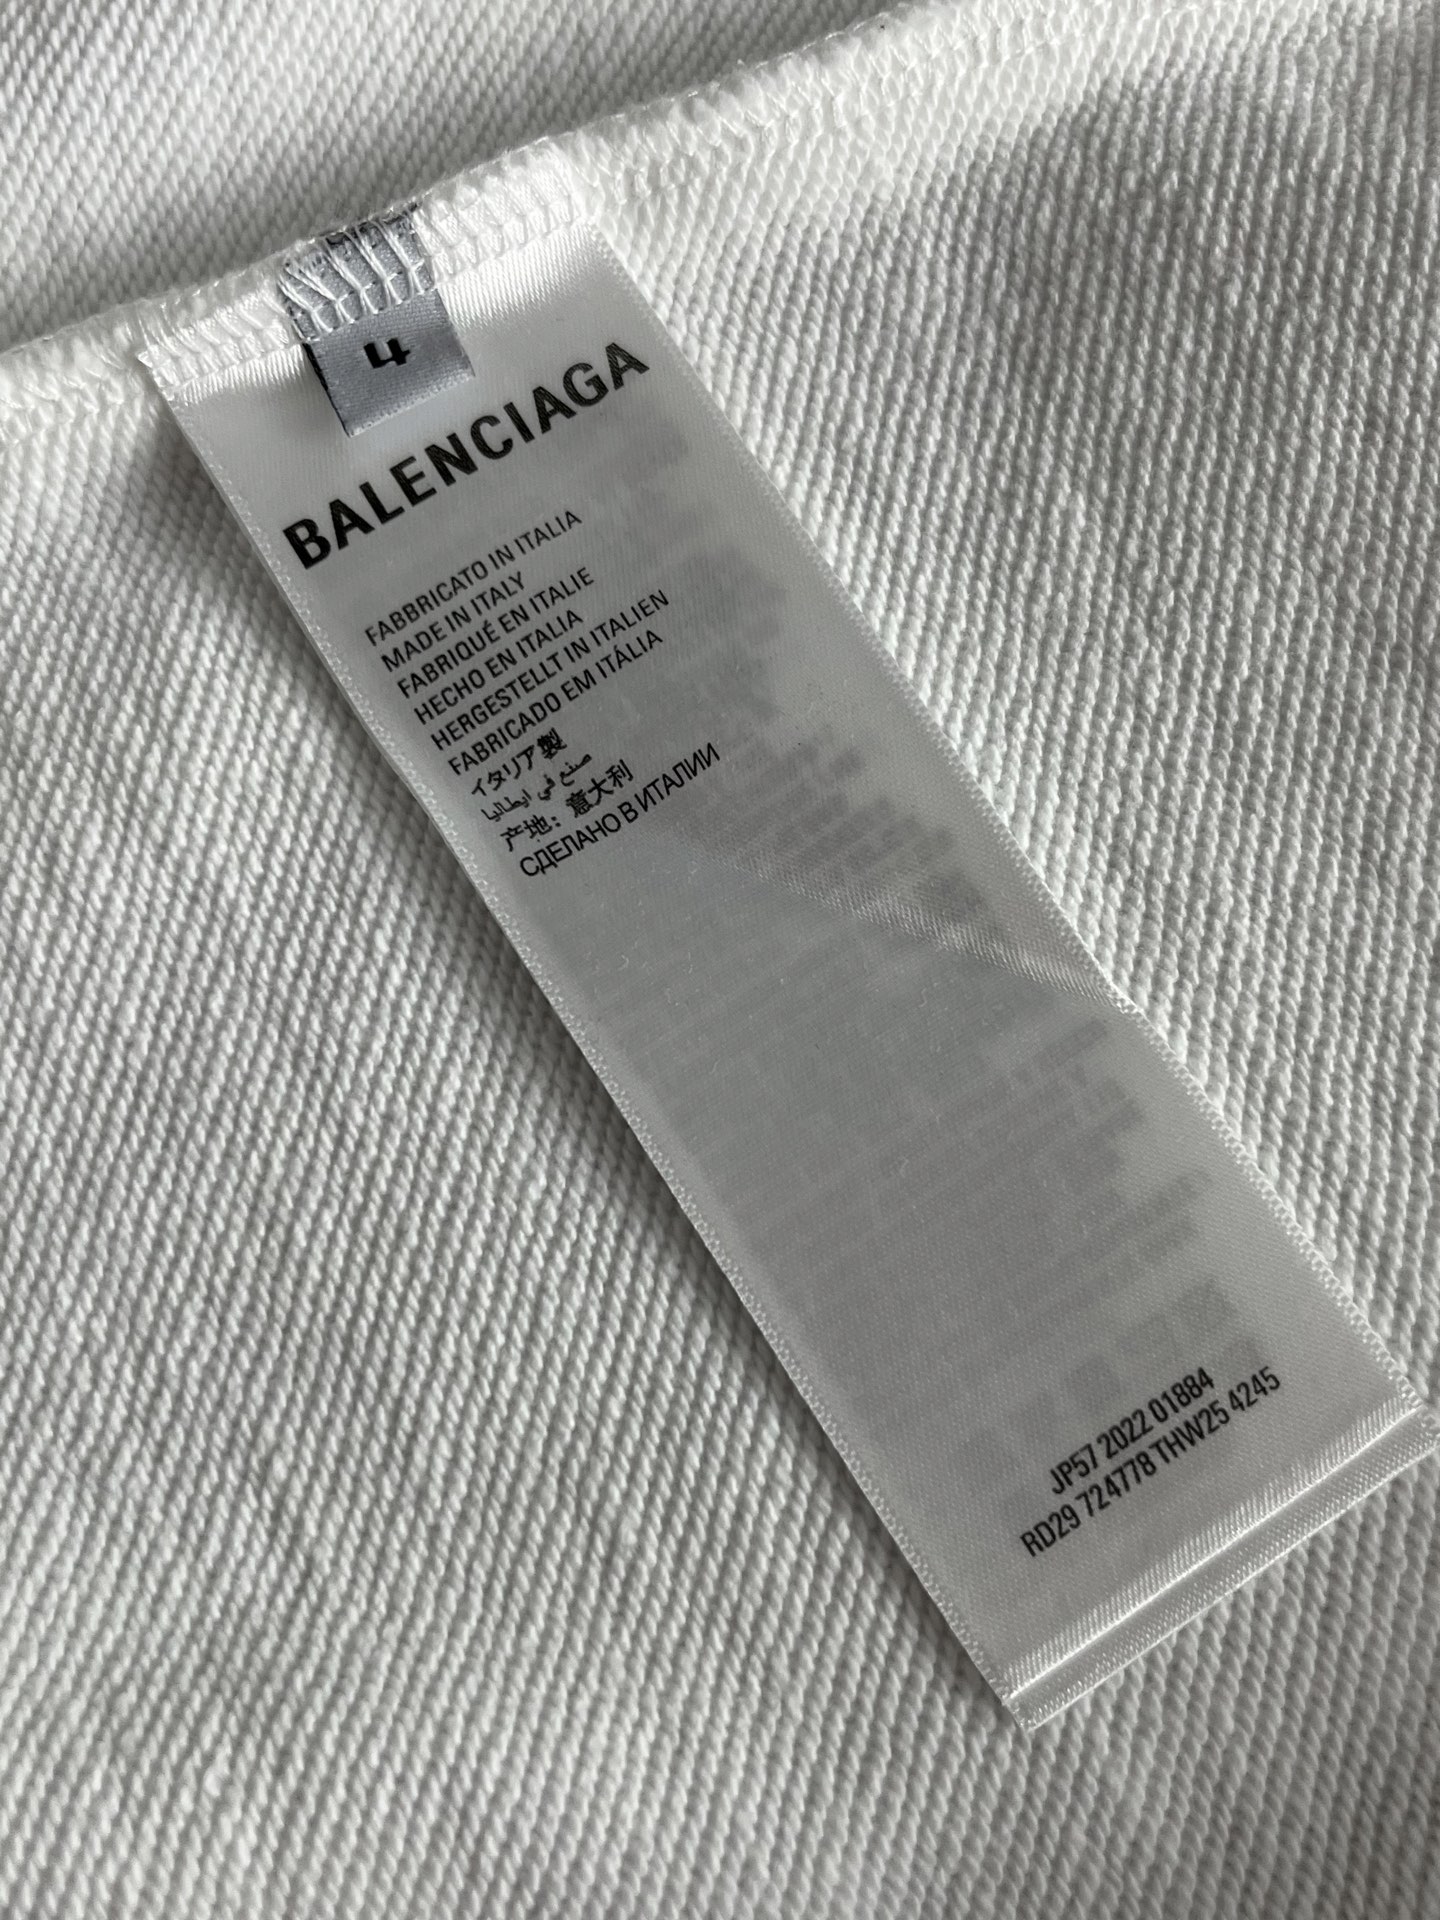 4
BALENCIAGA
FABBRICATO IN ITALIA
MADE IN ITALY
FABRIQUÉ EN ITALIE
HECHO EN ITALIA
HERGESTELLT IN ITALIEN
FABRICADO EM ITÁLIA
イタリア製
صنع في ايطاليا
产地：意大利
СДЕЛАНО В ИТАЛИИ
JP57 2022 01884
RD29 724778 THW25 4245